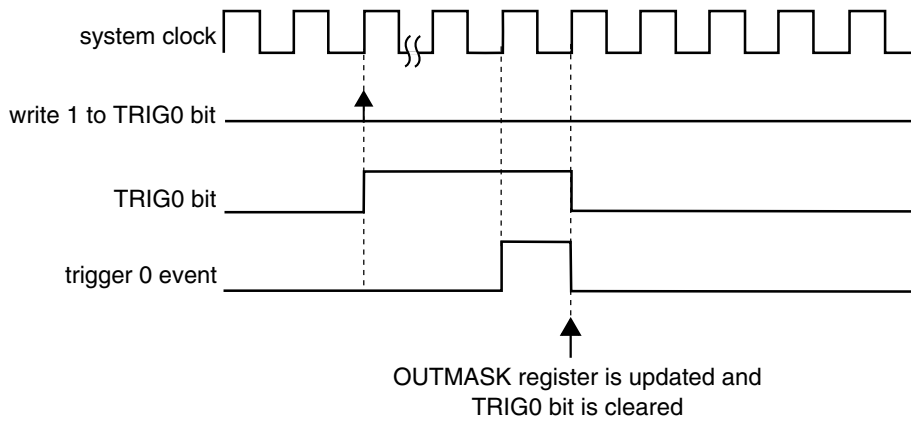 system clock
write 1 to TRIG0 bit
TRIG0 bit
trigger 0 event
OUTMASK register is updated and
TRIG0 bit is cleared